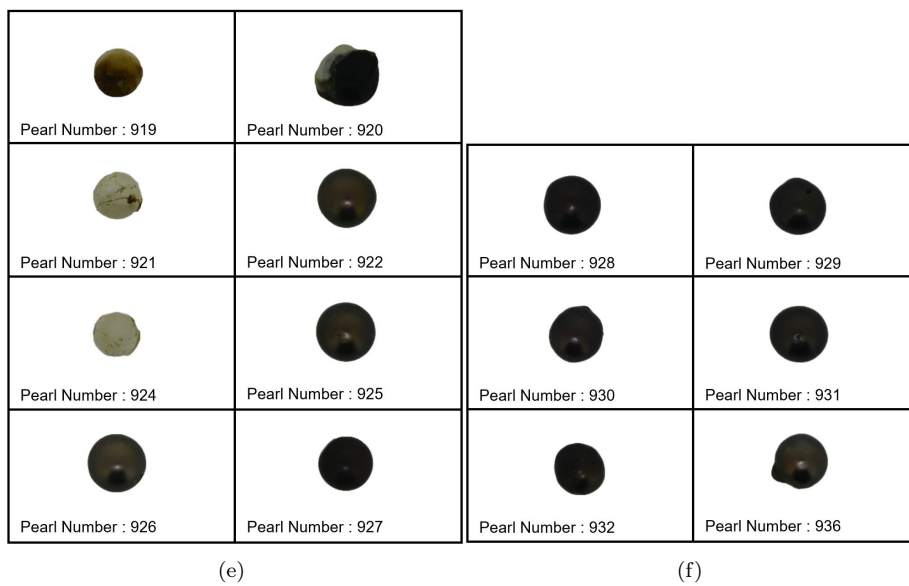 Pearl Number : 919
Pearl Number : 920
Pearl Number : 921
Pearl Number : 922
Pearl Number : 924
Pearl Number : 925
Pearl Number : 926
Pearl Number : 927
(e)
Pearl Number : 928
Pearl Number : 929
Pearl Number : 930
Pearl Number : 931
Pearl Number : 932
Pearl Number : 936
(f)